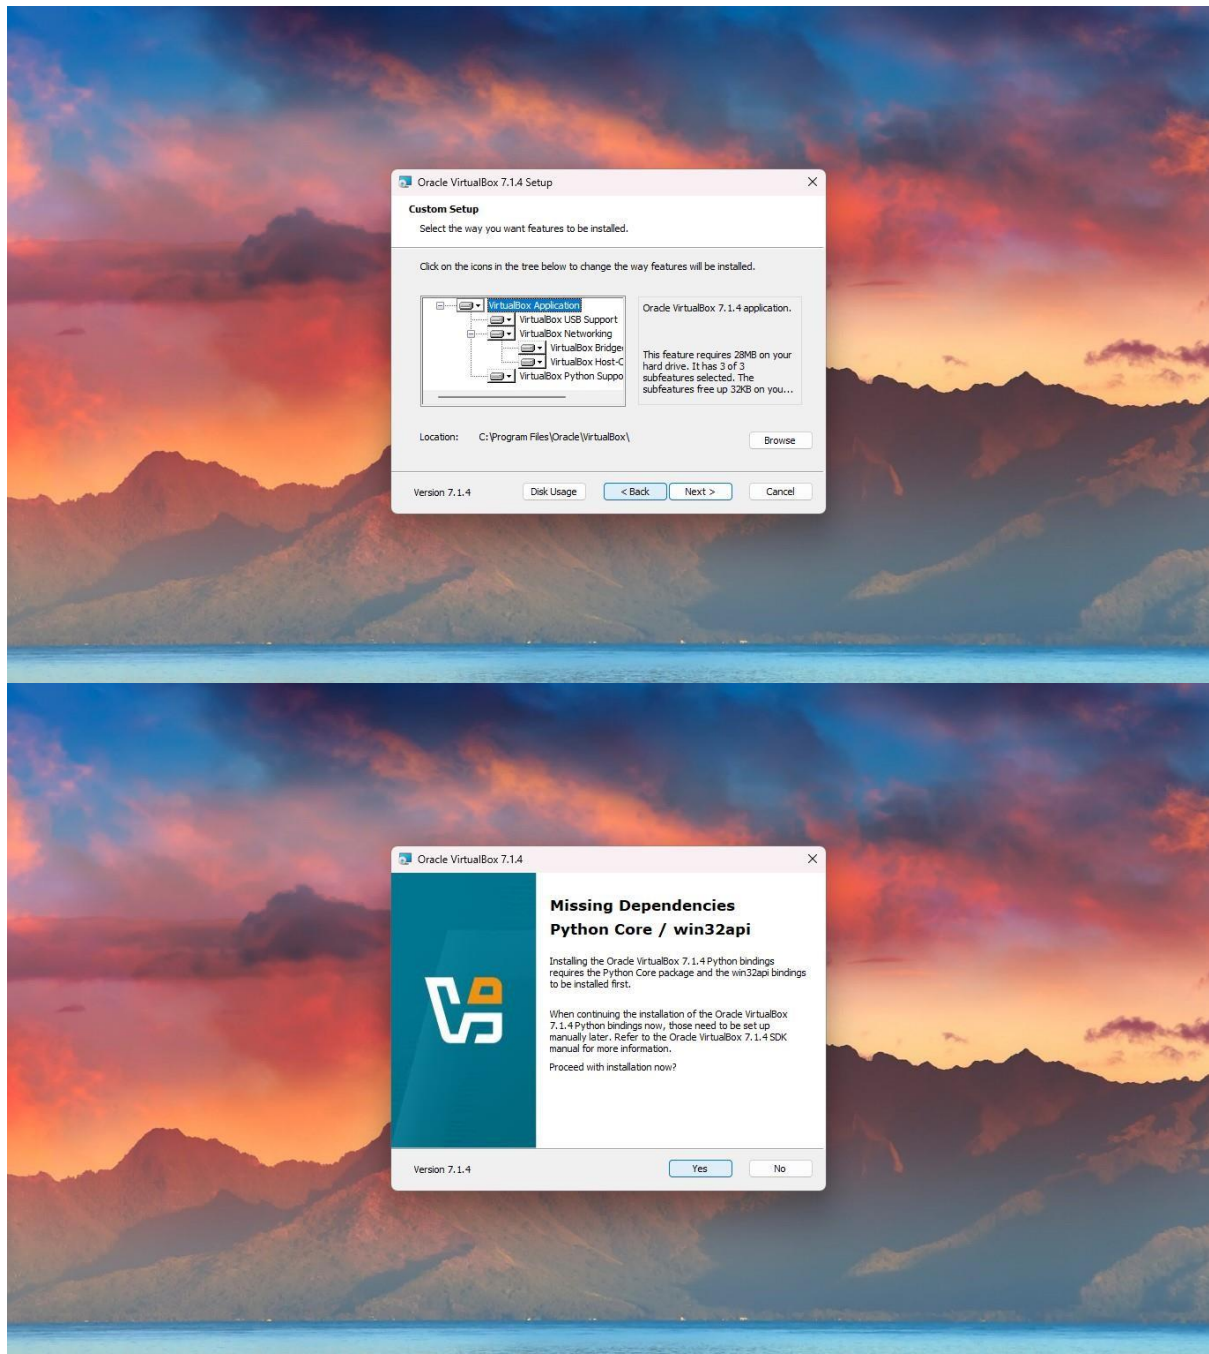 Oracle VirtualBox 7.1.4 Setup
Custom Setup
Select the way you want features to be installed.
Click on the icons in the tree below to change the way features will be installed.
VirtualBox Application
VirtualBox USB Support
VirtualBox Networking
VirtualBox Bridge
VirtualBox Host-C
VirtualBox Python Suppo
Oracle VirtualBox 7.1.4 application.
This feature requires 28MB on your
hard drive. It has 3 of 3
subfeatures selected. The
subfeatures free up 32KB on you...
Location: C:\Program Files\Oracle\VirtualBox\
Browse
Version 7.1.4
Disk Usage
< Back
Next >
Cancel
Oracle VirtualBox 7.1.4
Missing Dependencies
Python Core / win32api
Installing the Oracle VirtualBox 7.1.4 Python bindings
requires the Python Core package and the win32api bindings
to be installed first.
When continuing the installation of the Oracle VirtualBox
7.1.4 Python bindings now, those need to be set up
manually later. Refer to the Oracle VirtualBox 7.1.4 SDK
manual for more information.
Proceed with installation now?
Version 7.1.4
Yes
No